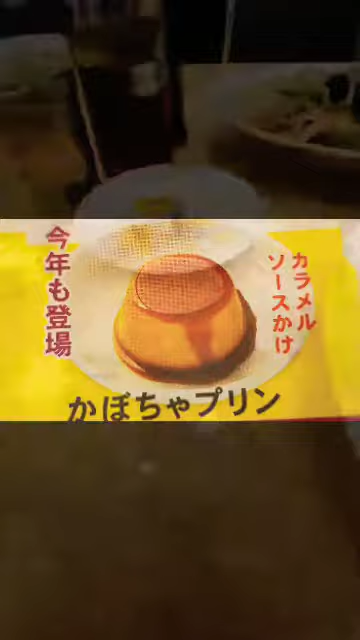 今年も登場
カラメル
ソースかけ
かぼちゃプリン